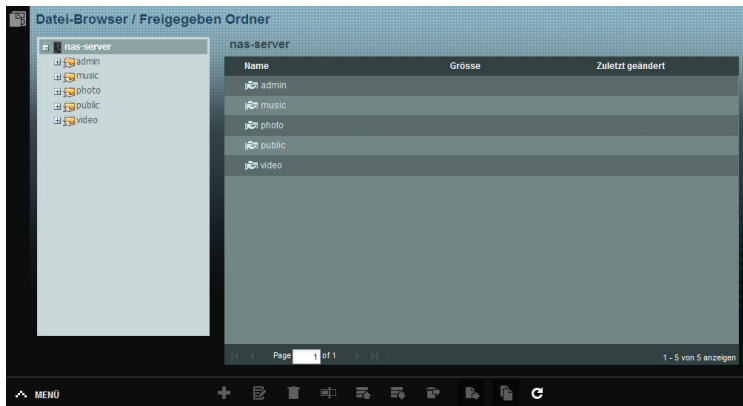 Datei-Browser / Freigegeben Ordner
nas-server
admin
music
photo
public
video
nas-server
Name Grösse Zuletzt geändert
admin
music
photo
public
video
Page 1 of 1 1 - 5 von 5 anzeigen
MENÜ